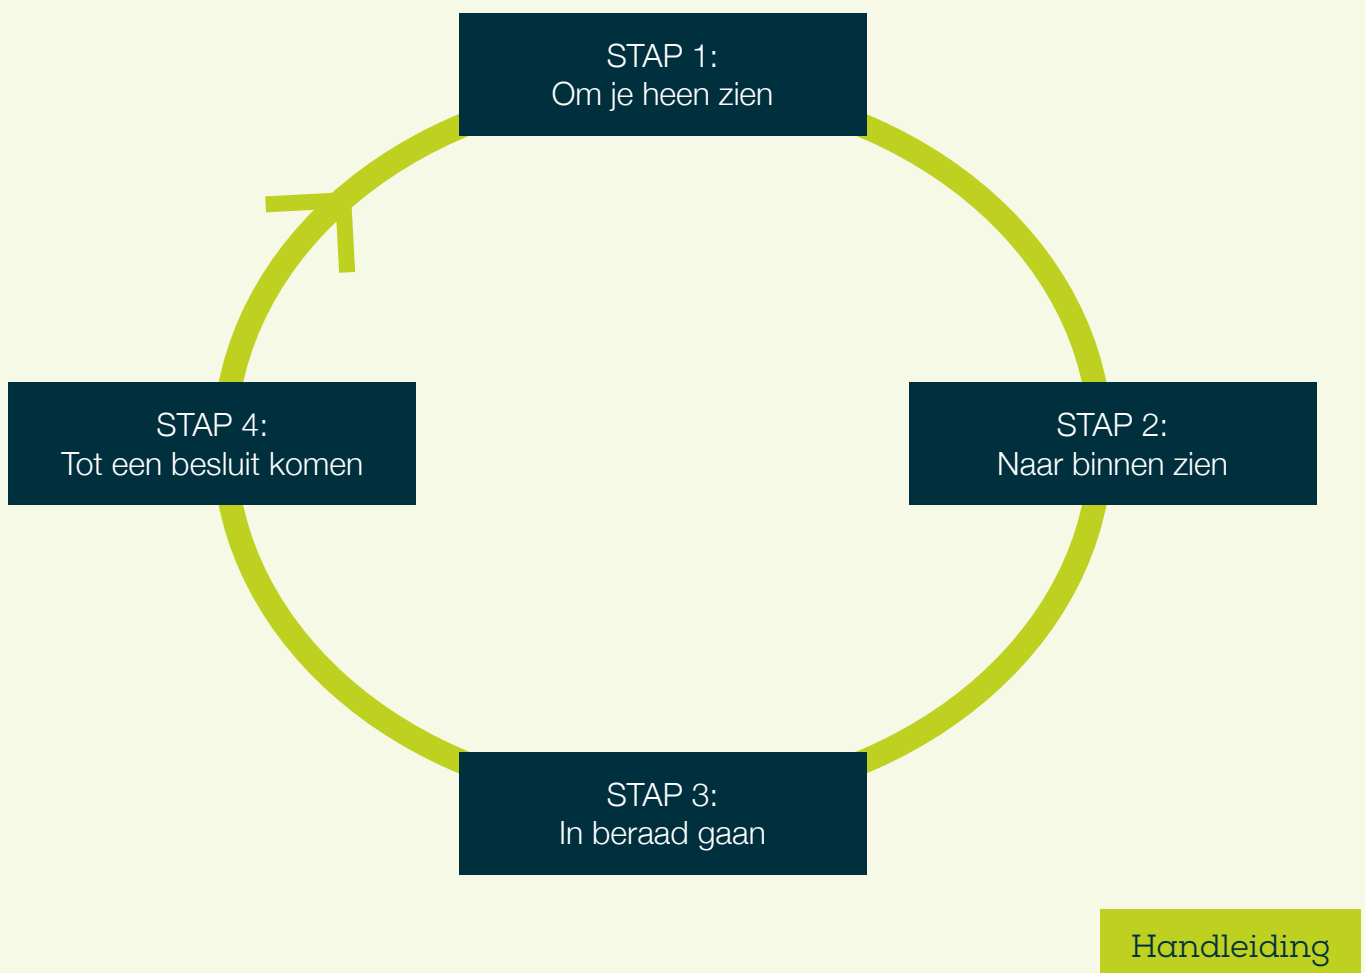 STAP 1:
Om je heen zien
STAP 2:
Naar binnen zien
STAP 3:
In beraad gaan
STAP 4:
Tot een besluit komen
Handleiding